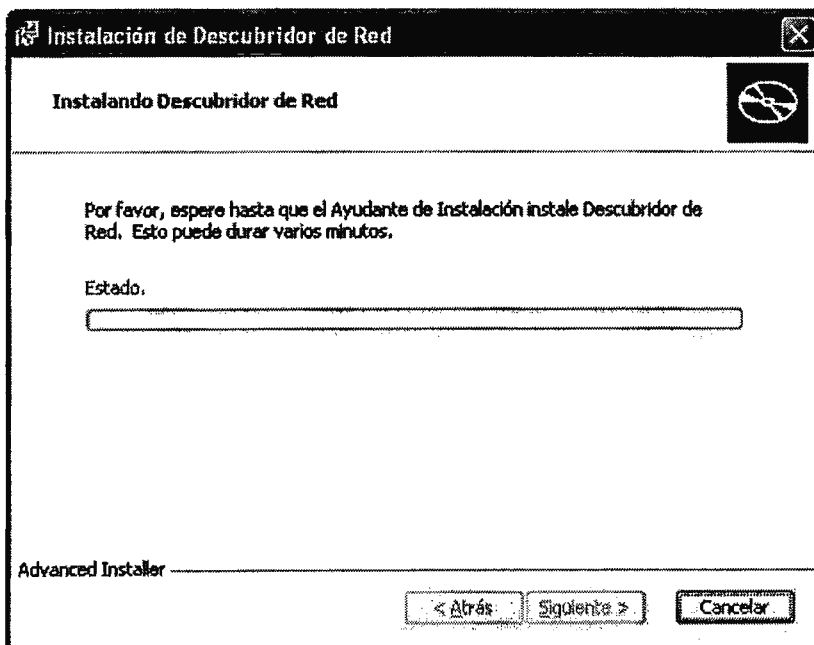 Instalación de Descubridor de Red
Instalando Descubridor de Red
Por favor, espere hasta que el Ayudante de Instalación instale Descubridor de
Red. Esto puede durar varios minutos.
Estado.
Advanced Installer
< Atrás Siguiente > Cancelar